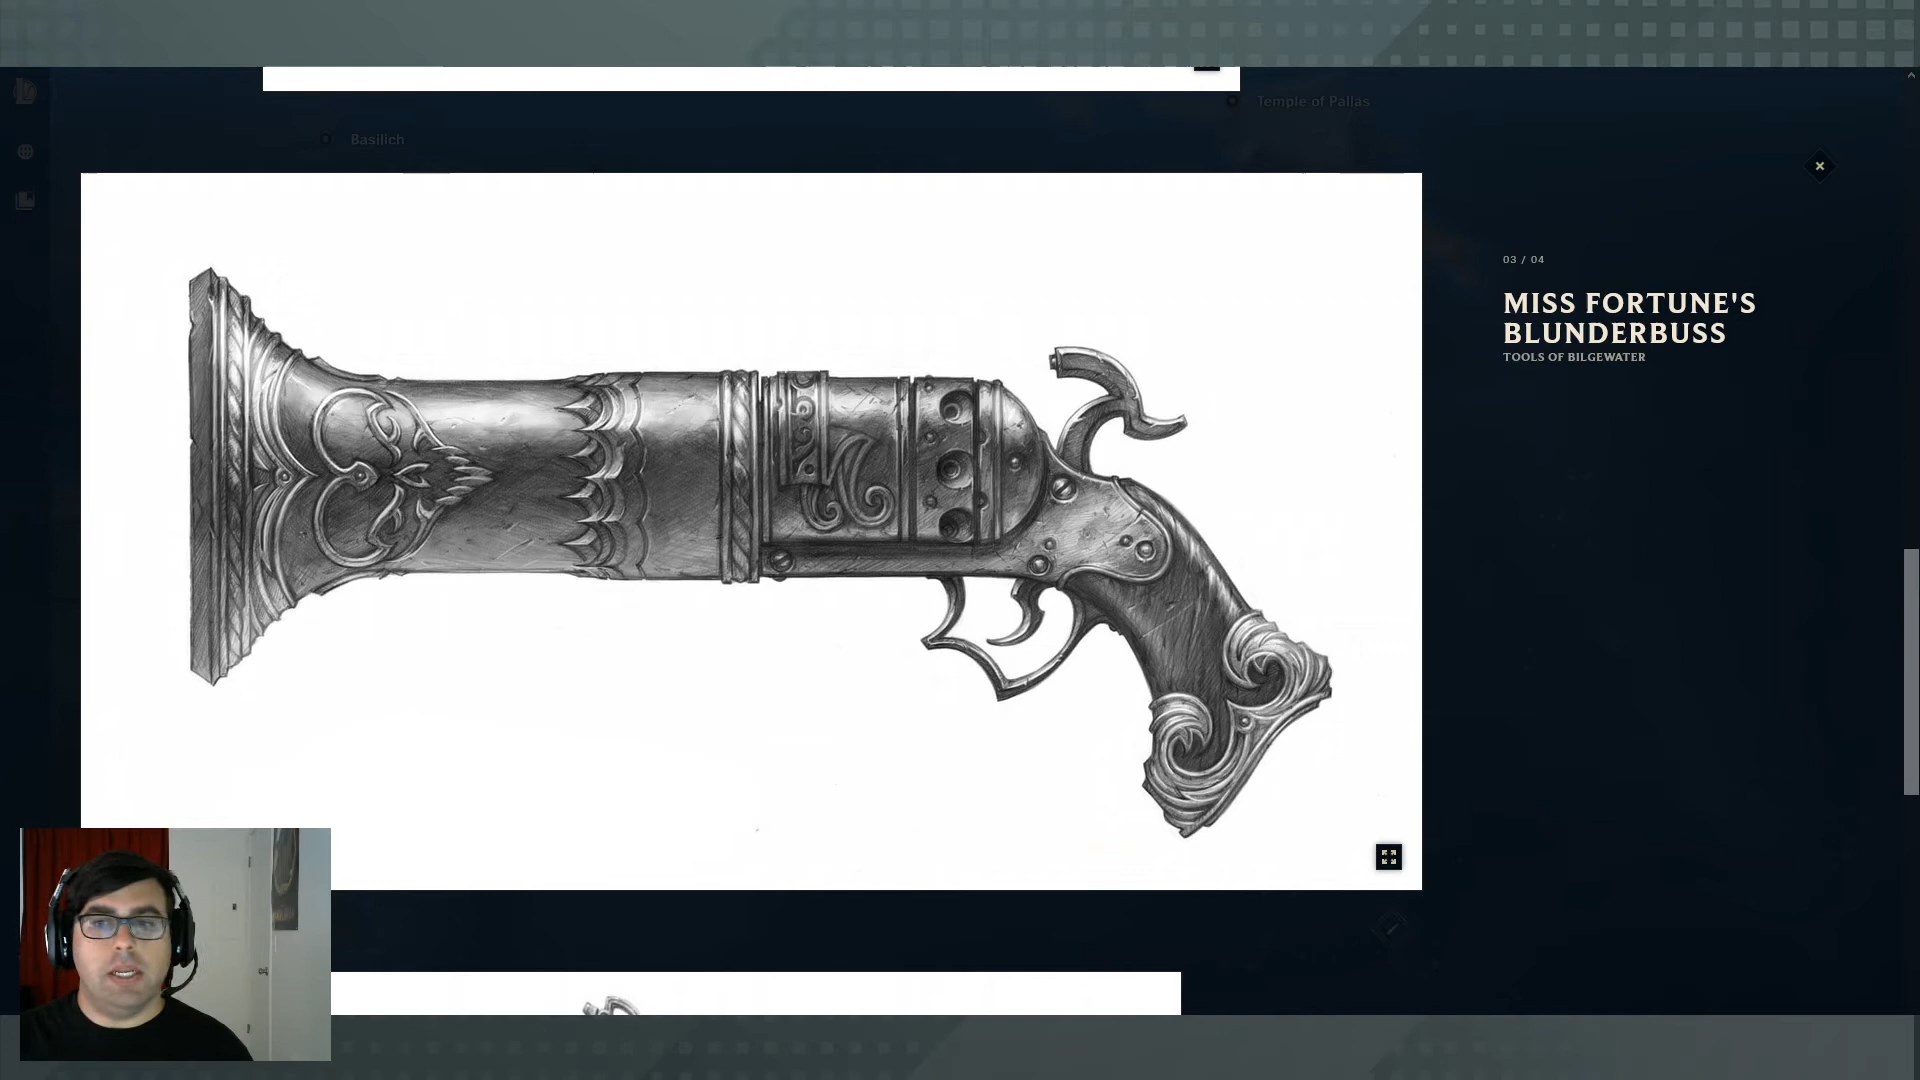 Temple of Pallas
Basilich
03 / 04
MISS FORTUNE'S
BLUNDERBUSS
TOOLS OF BILGEWATER